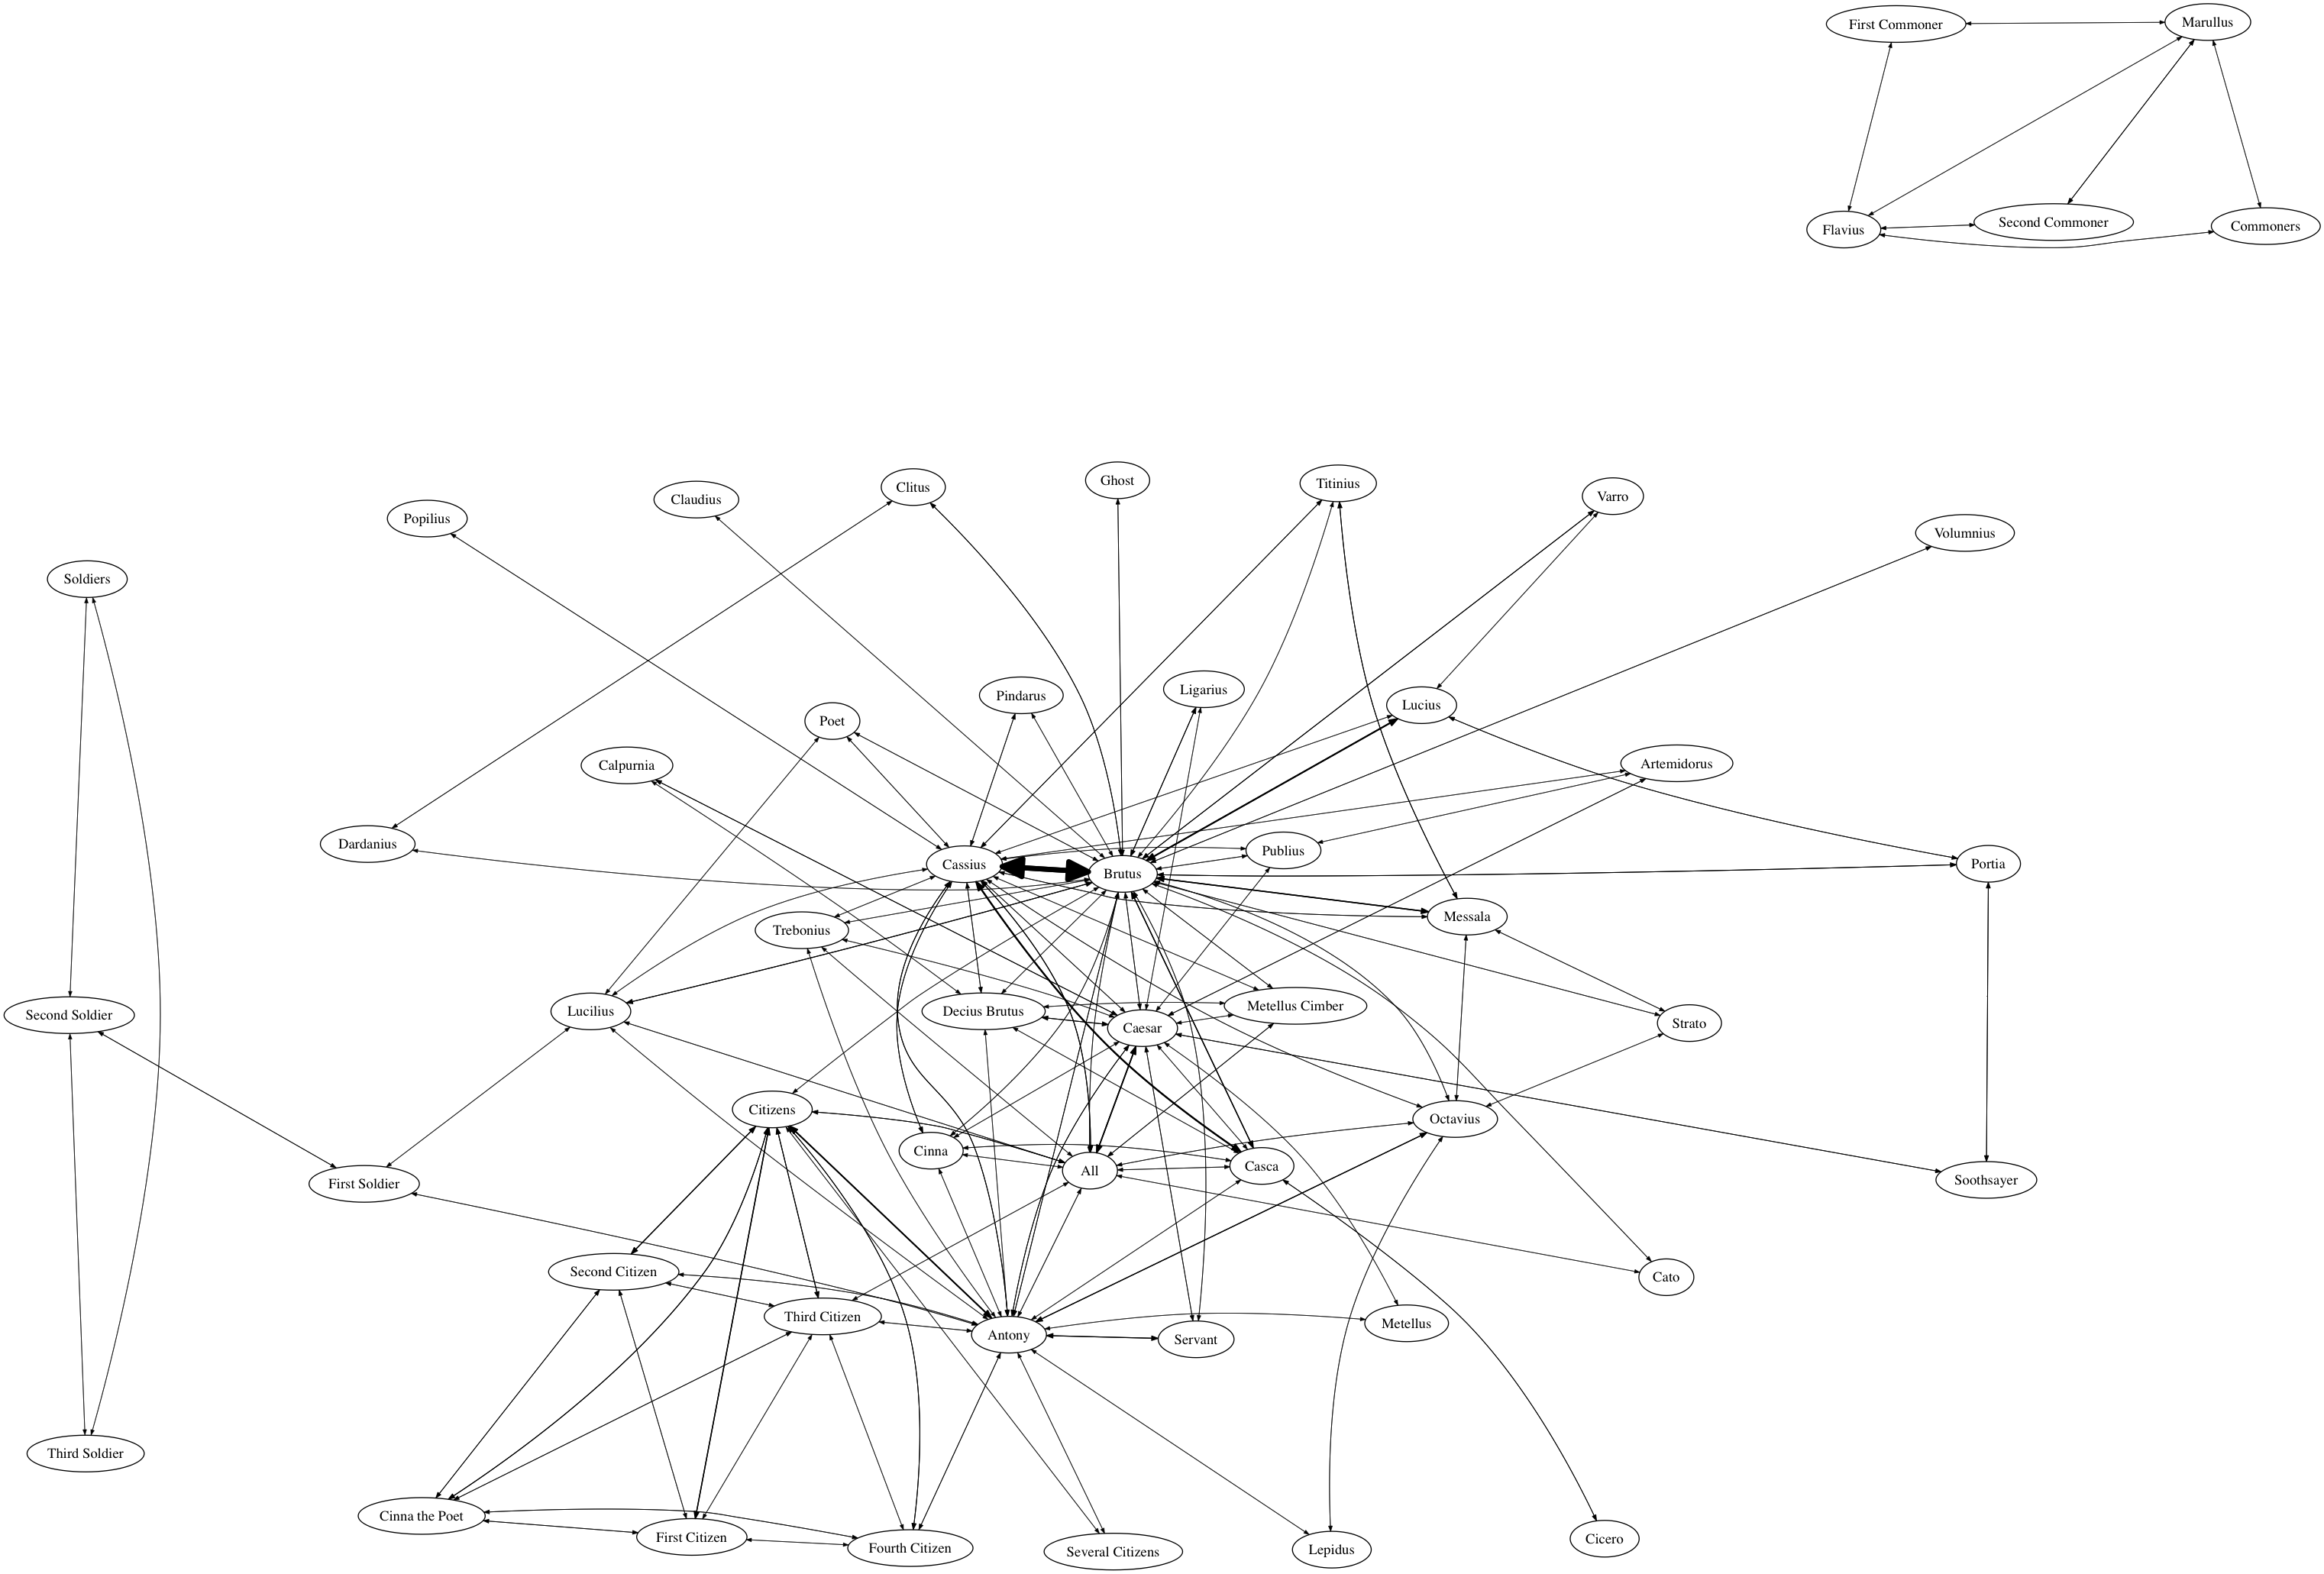 First Commoner
Marullus
Flavius
Second Commoner
Commoners
Popilius
Claudius
Clitus
Ghost
Titinius
Varro
Volumnius
Soldiers
Pindarus
Ligarius
Lucius
Poet
Calpurnia
Artemidorus
Dardanius
Cassius
Brutus
Publius
Portia
Trebonius
Messala
Second Soldier
Lucilius
Decius Brutus
Caesar
Metellus Cimber
Strato
Citizens
Octavius
Cinna
All
Casca
First Soldier
Soothsayer
Second Citizen
Cato
Third Citizen
Antony
Servant
Metellus
Third Soldier
Cinna the Poet
First Citizen
Fourth Citizen
Several Citizens
Lepidus
Cicero